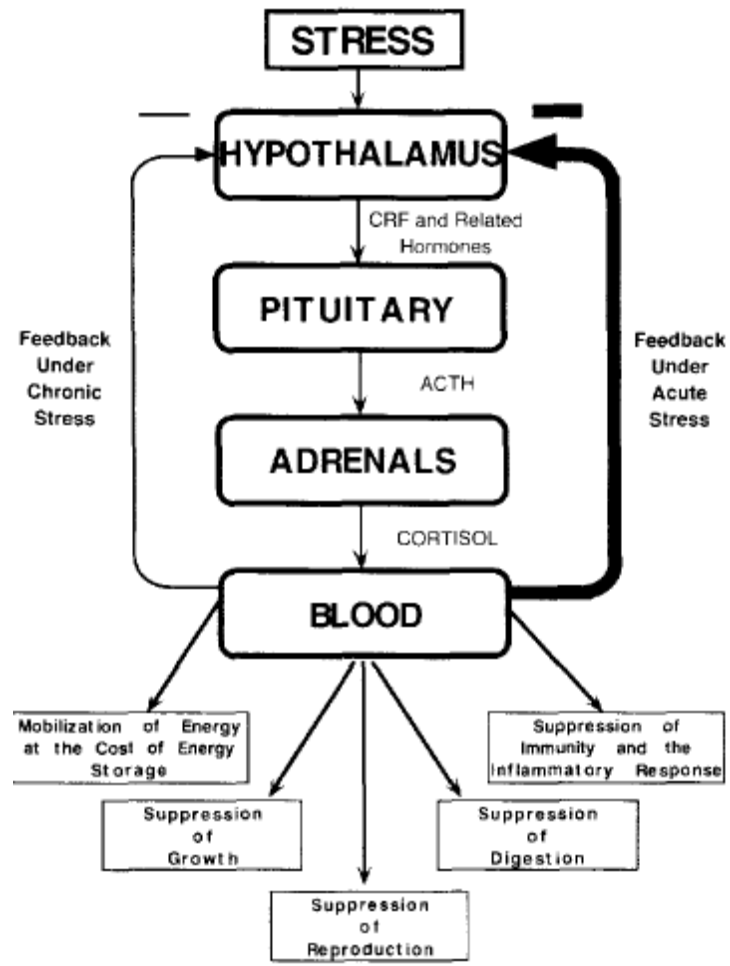 STRESS
HYPOTHALAMUS
CRF and Related
Hormones
PITUITARY
Feedback
Under
Chronic
Stress
Feedback
Under
Acute
Stress
ACTH
ADRENALS
CORTISOL
BLOOD
Mobilization of Energy
at the Cost of Energy
Storage
Suppression of
Immunity and the
Inflammatory Response
Suppression
of
Growth
Suppression
of
Digestion
Suppression
of
Reproduction